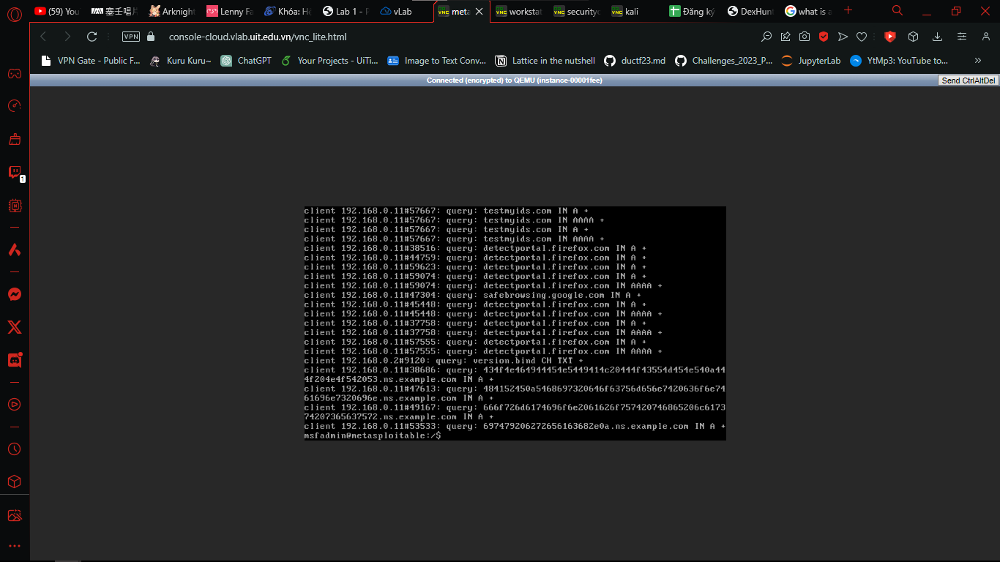 (59) You
塞壬唱片
Arknigh
Lenny Fa
Khóa: Hệ
Lab 1 - P
vLab
meta
workstat
securityo
kali
Đăng ký
DexHunt
what is a
VPN
console-cloud.vlab.uit.edu.vn/vnc_lite.html
VPN Gate - Public F...
Kuru Kuru~
ChatGPT
Your Projects - UiTi...
Image to Text Conv...
Lattice in the nutshell
ductf23.md
Challenges_2023_P...
JupyterLab
YtMp3: YouTube to...
»
Connected (encrypted) to QEMU (instance-00001fee)
Send CtrlAltDel
1
client 192.168.0.11#57667: query: testmyids.com IN A +
client 192.168.0.11#57667: query: testmyids.com IN AAAA +
client 192.168.0.11#57667: query: testmyids.com IN A +
client 192.168.0.11#57667: query: testmyids.com IN AAAA +
client 192.168.0.11#38516: query: detectportal.firefox.com IN A +
client 192.168.0.11#44759: query: detectportal.firefox.com IN A +
client 192.168.0.11#59623: query: detectportal.firefox.com IN A +
client 192.168.0.11#59074: query: detectportal.firefox.com IN A +
client 192.168.0.11#59074: query: detectportal.firefox.com IN AAAA +
client 192.168.0.11#47304: query: safebrowsing.google.com IN A +
client 192.168.0.11#45448: query: detectportal.firefox.com IN A +
client 192.168.0.11#45448: query: detectportal.firefox.com IN AAAA +
client 192.168.0.11#37758: query: detectportal.firefox.com IN A +
client 192.168.0.11#37758: query: detectportal.firefox.com IN AAAA +
client 192.168.0.11#57555: query: detectportal.firefox.com IN A +
client 192.168.0.11#57555: query: detectportal.firefox.com IN AAAA +
client 192.168.0.2#9120: query: version.bind CH TXT +
client 192.168.0.11#38686: query: 434f4e464944454e5449414c20444f43554d454e540a44
4f204e4f542053.ns.example.com IN A +
client 192.168.0.11#47613: query: 484152450a5468697320646f63756d656e7420636f6e74
61696e7320696e.ns.example.com IN A +
client 192.168.0.11#49167: query: 666f726d6174696f6e2061626f757420746865206c6173
74207365637572.ns.example.com IN A +
client 192.168.0.11#53533: query: 697479206272656163682e0a.ns.example.com IN A +
msfadmin@metasploitable:/$